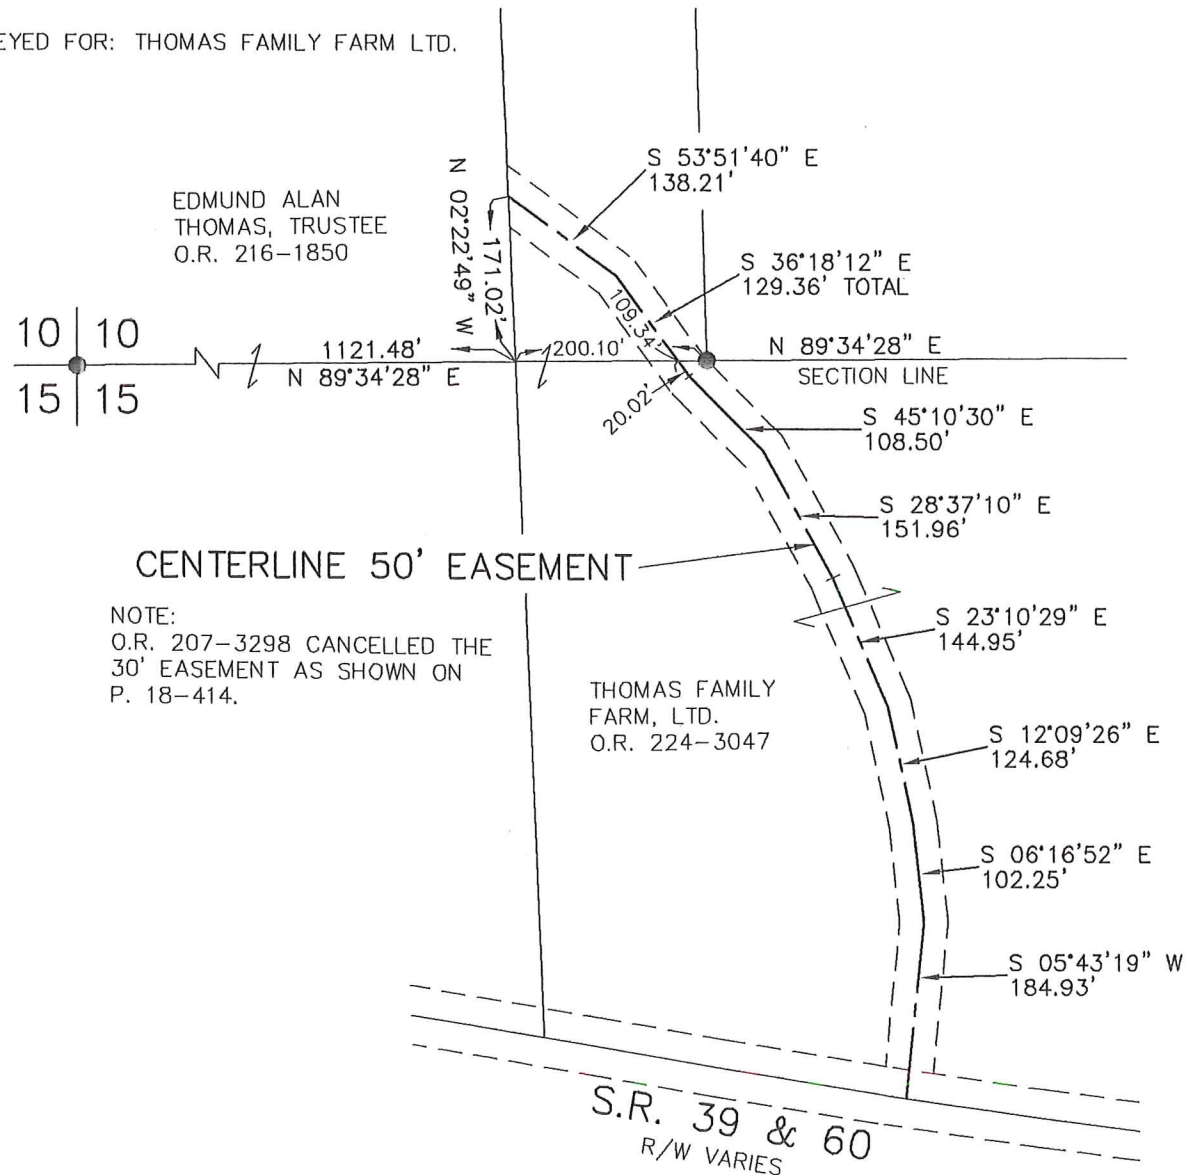 EYED FOR: THOMAS FAMILY FARM LTD.
S 53°51'40" E
138.21'
EDMUND ALAN
THOMAS, TRUSTEE
O.R. 216-1850
N 02°22'49" W
171.02'
S 36°18'12" E
129.36' TOTAL
109.34'
10 10
15 15
1121.48'
N 89°34'28" E
200.10'
N 89°34'28" E
SECTION LINE
20.02'
S 45°10'30" E
108.50'
S 28°37'10" E
151.96'
CENTERLINE 50' EASEMENT
NOTE:
O.R. 207-3298 CANCELLED THE
30' EASEMENT AS SHOWN ON
P. 18-414.
S 23°10'29" E
144.95'
THOMAS FAMILY
FARM, LTD.
O.R. 224-3047
S 12°09'26" E
124.68'
S 06°16'52" E
102.25'
S 05°43'19" W
184.93'
S.R. 39 & 60
R/W VARIES